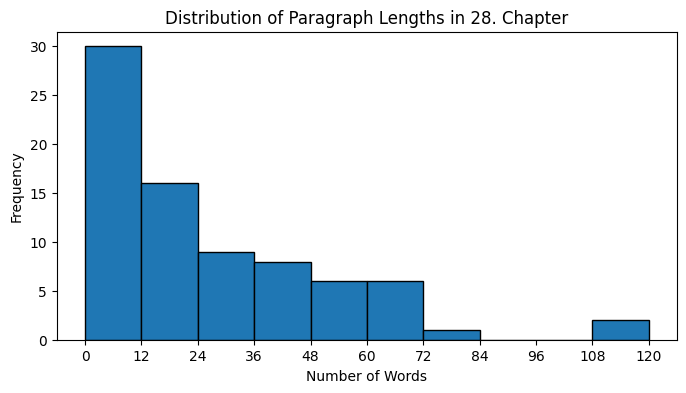 Distribution of Paragraph Lengths in 28. Chapter
30
25
20
15
10
5
0
Frequency
0 12 24 36 48 60 72 84 96 108 120
Number of Words